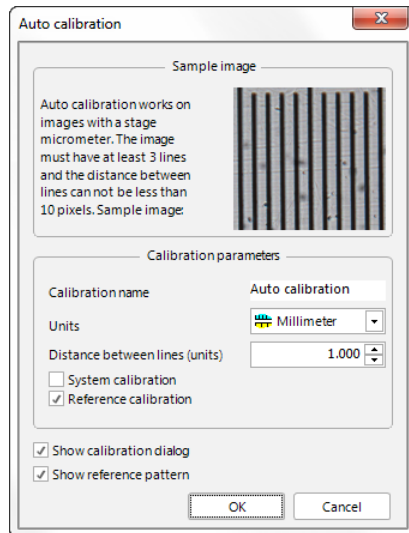 Auto calibration
Sample image
Auto calibration works on
images with a stage
micrometer. The image
must have at least 3 lines
and the distance between
lines can not be less than
10 pixels. Sample image:
Calibration parameters
Calibration name Auto calibration
Units Millimeter
Distance between lines (units) 1.000
System calibration
Reference calibration
Show calibration dialog
Show reference pattern
OK Cancel